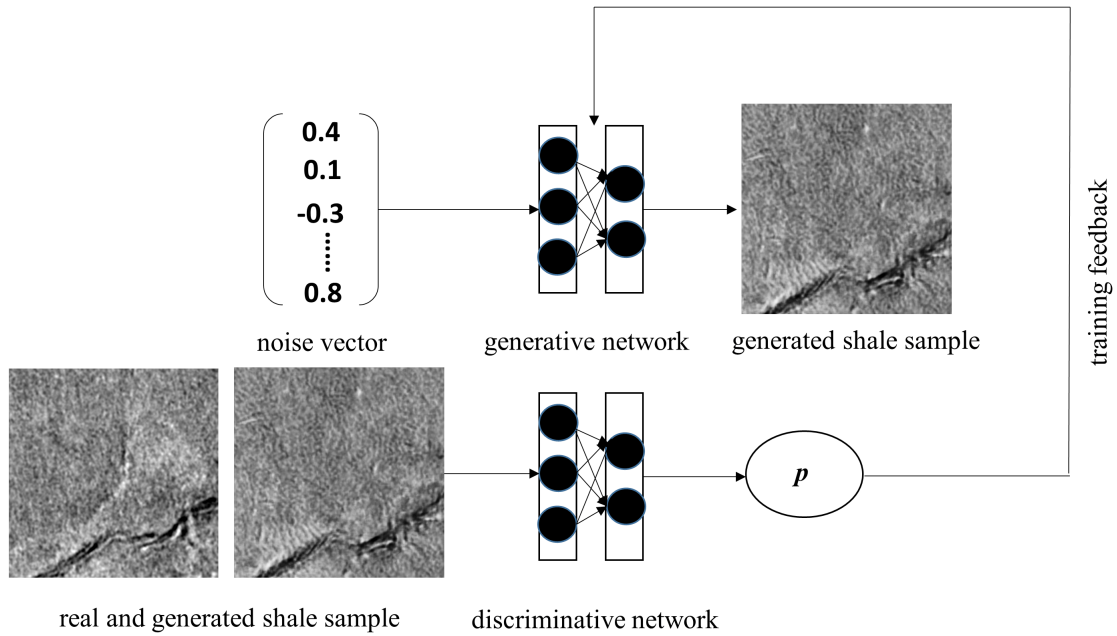 0.4
0.1
-0.3
0.8
noise vector
generative network
generated shale sample
training feedback
p
real and generated shale sample
discriminative network